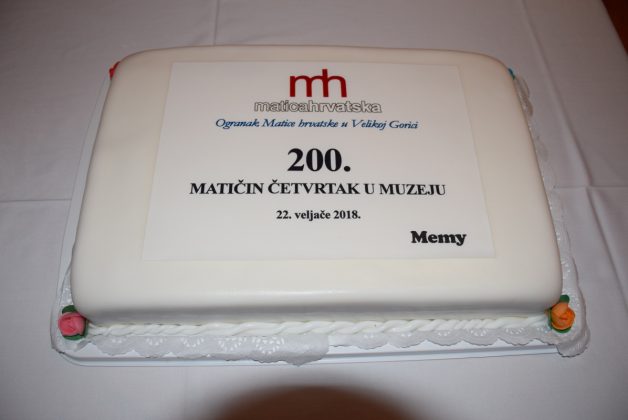 mh
maticahrvatska
Ogranak Matice hrvatske u Velikoj Gorici
200.
MATIČIN ČETVRTAK U MUZEJU
22. veljače 2018.
Memy